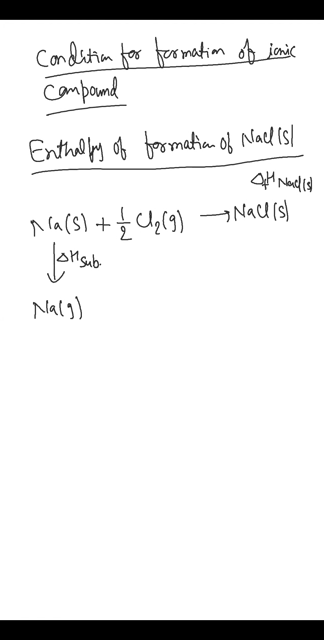 Condition for formation of ionic
Compound
Enthalpy of formation of NaCl(s)
ΔfH NaCl(s)
Na(s) + 1/2 Cl₂(g) → NaCl(s)
↓ ΔHsub.
Na(g)